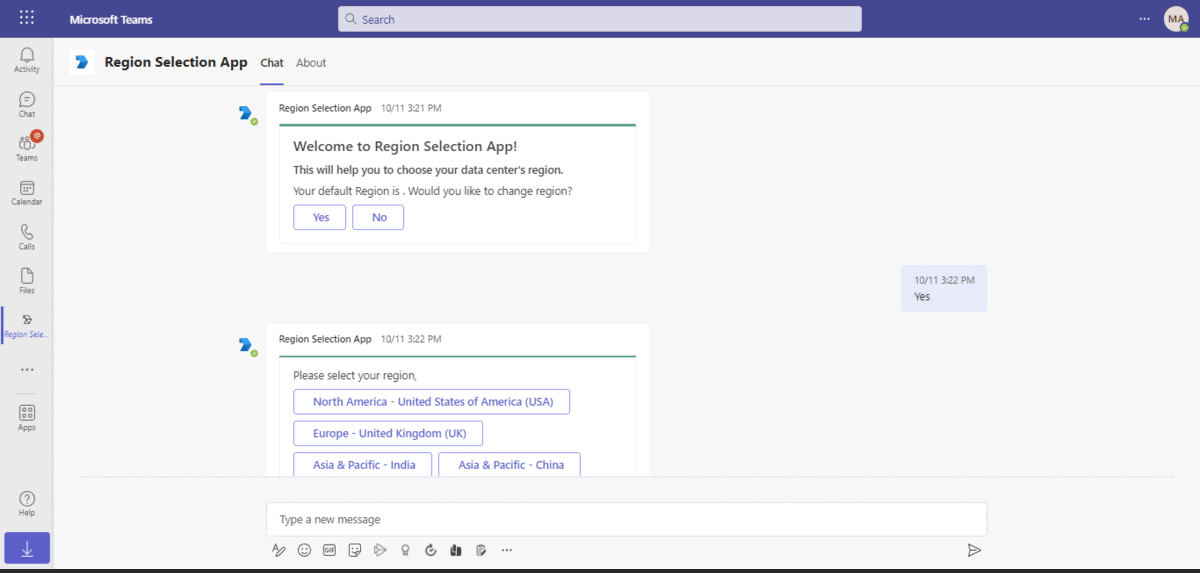 Microsoft Teams
Search
MA
Activity
Chat
Teams
Calendar
Calls
Files
Region Sele...
Apps
Help
Region Selection App
Chat
About
Region Selection App 10/11 3:21 PM
Welcome to Region Selection App!
This will help you to choose your data center's region.
Your default Region is . Would you like to change region?
Yes
No
10/11 3:22 PM
Yes
Region Selection App 10/11 3:22 PM
Please select your region,
North America - United States of America (USA)
Europe - United Kingdom (UK)
Asia & Pacific - India
Asia & Pacific - China
Type a new message
GIF